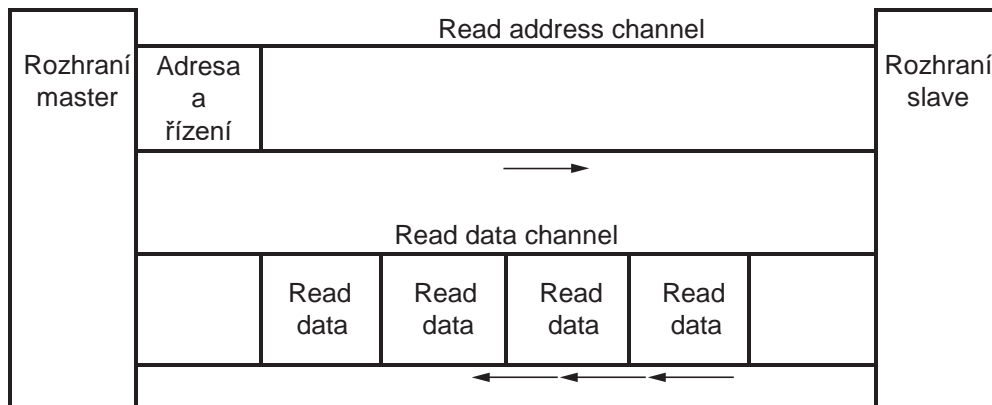 Read address channel
Rozhraní
master
Adresa
a
řízení
Rozhraní
slave
Read data channel
Read
data
Read
data
Read
data
Read
data